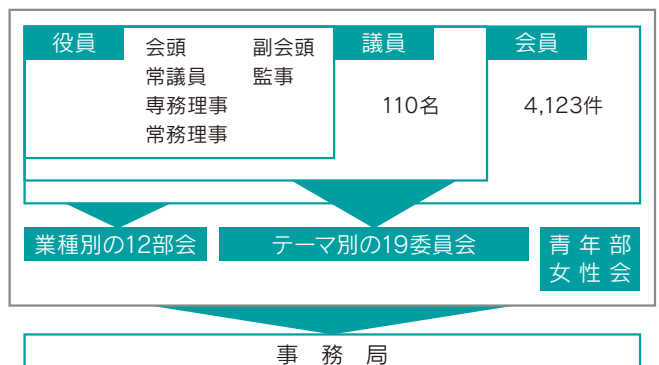 役員
会頭 副会頭
常議員 監事
専務理事
常務理事
議員
110名
会員
4,123件
業種別の12部会
テーマ別の19委員会
青年部
女性会
事務局